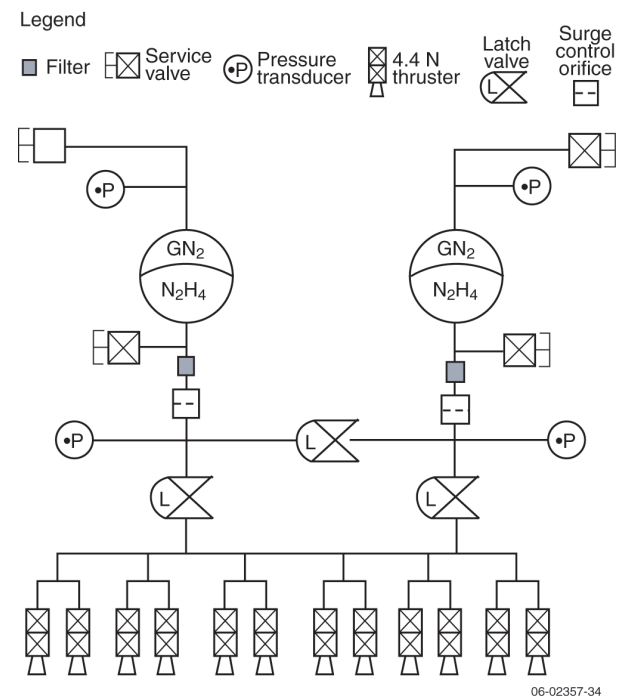 Legend
Filter
Service
valve
•P
Pressure
transducer
4.4 N
thruster
Latch
valve
L
Surge
control
orifice
•P
•P
GN₂
N₂H₄
GN₂
N₂H₄
•P
L
•P
L
L
06-02357-34